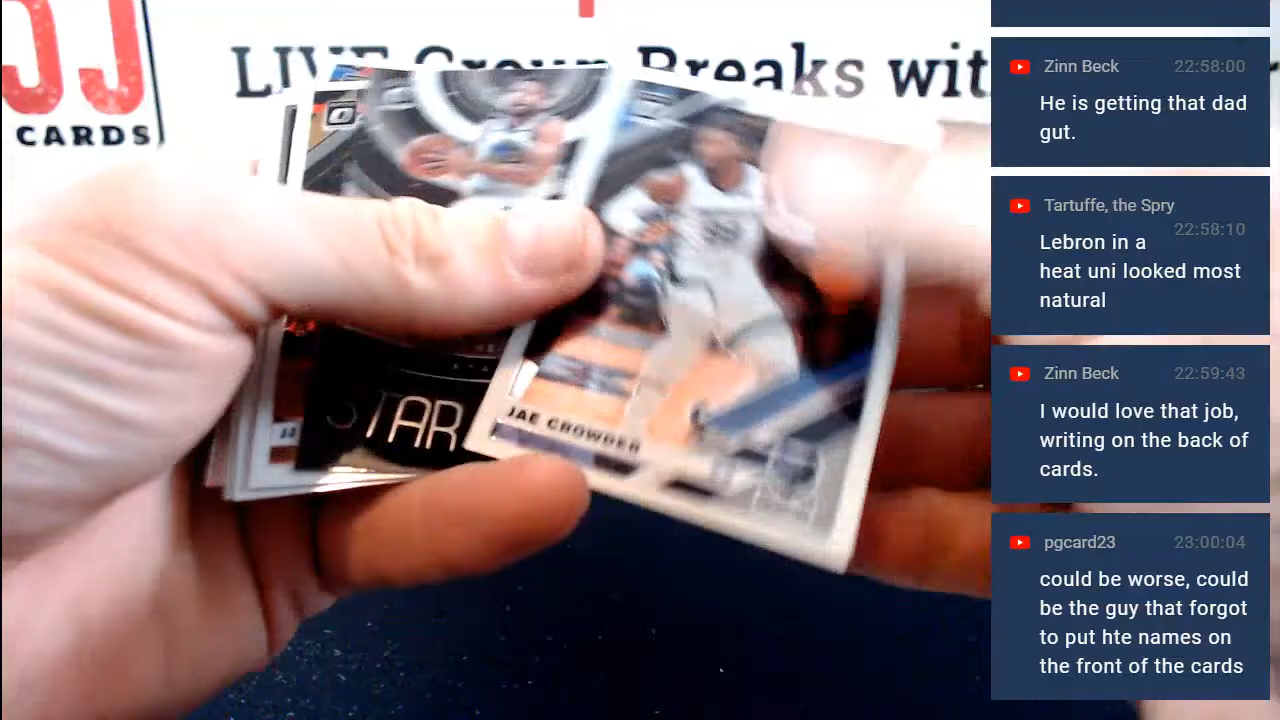 CARDS
LIVE Group Breaks
STAR
JAE CROWDER
Zinn Beck 22:58:00
He is getting that dad
gut.
Tartuffe, the Spry
22:58:10
Lebron in a
heat uni looked most
natural
Zinn Beck 22:59:43
I would love that job,
writing on the back of
cards.
pgcard23 23:00:04
could be worse, could
be the guy that forgot
to put hte names on
the front of the cards